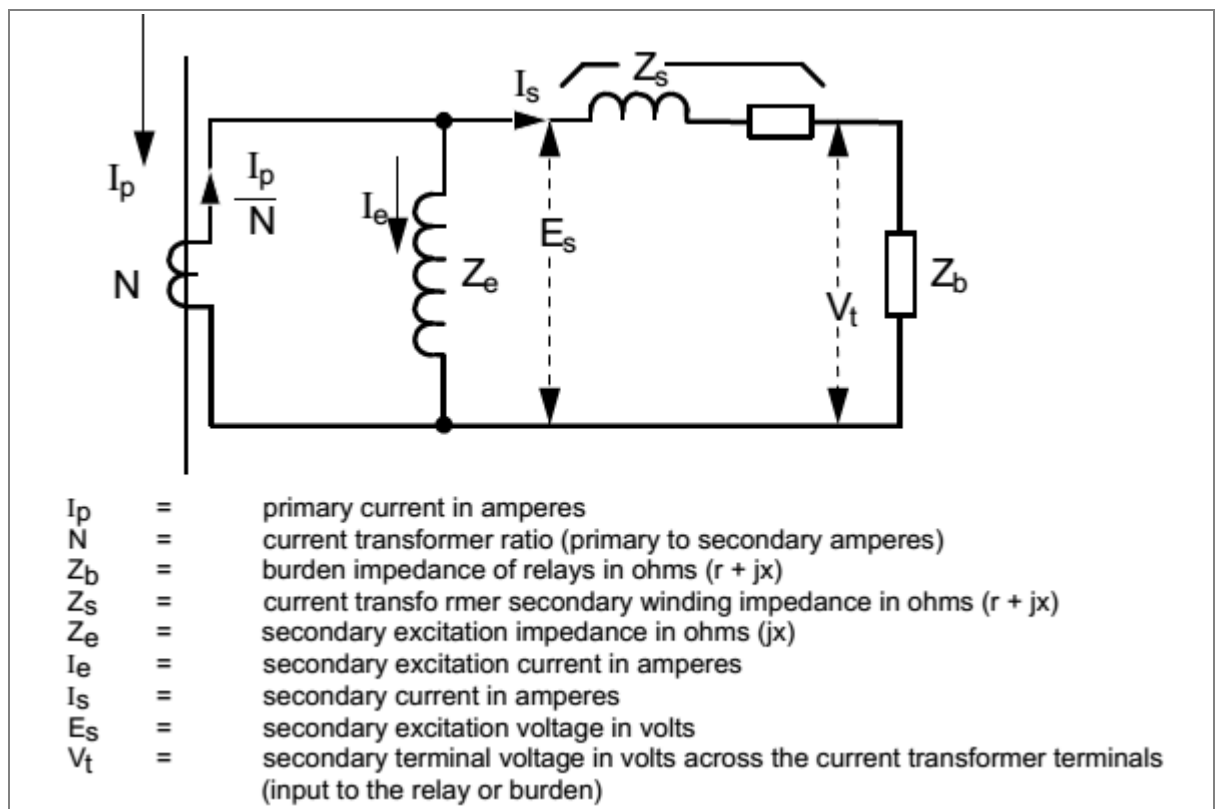 Zs
Is
Ip
Ip
N
Ie
Es
N
Ze
Zb
Vt
Ip = primary current in amperes
N = current transformer ratio (primary to secondary amperes)
Zb = burden impedance of relays in ohms (r + jx)
Zs = current transfo rmer secondary winding impedance in ohms (r + jx)
Ze = secondary excitation impedance in ohms (jx)
Ie = secondary excitation current in amperes
Is = secondary current in amperes
Es = secondary excitation voltage in volts
Vt = secondary terminal voltage in volts across the current transformer terminals
(input to the relay or burden)